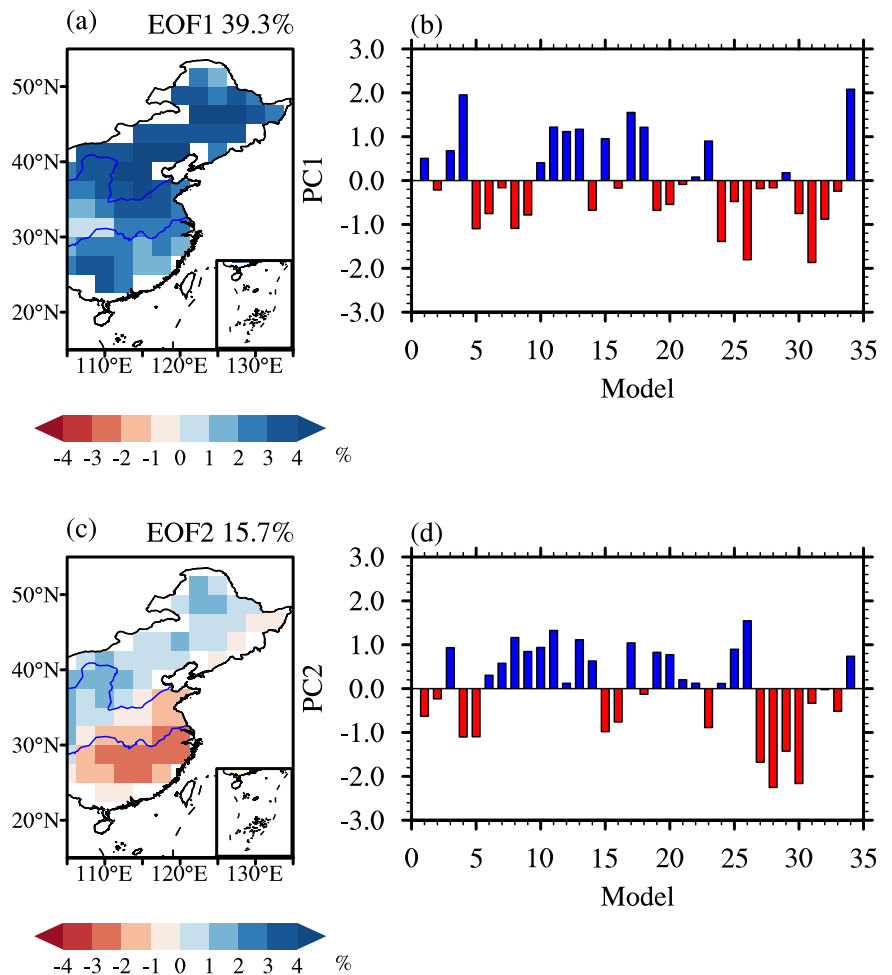 (a) EOF1 39.3%
50°N
40°N
30°N
20°N
110°E 120°E 130°E
-4 -3 -2 -1 0 1 2 3 4 %
(b)
3.0
2.0
1.0
0.0
-1.0
-2.0
-3.0
PC1
0 5 10 15 20 25 30 35
Model
(c) EOF2 15.7%
50°N
40°N
30°N
20°N
110°E 120°E 130°E
-4 -3 -2 -1 0 1 2 3 4 %
(d)
3.0
2.0
1.0
0.0
-1.0
-2.0
-3.0
PC2
0 5 10 15 20 25 30 35
Model